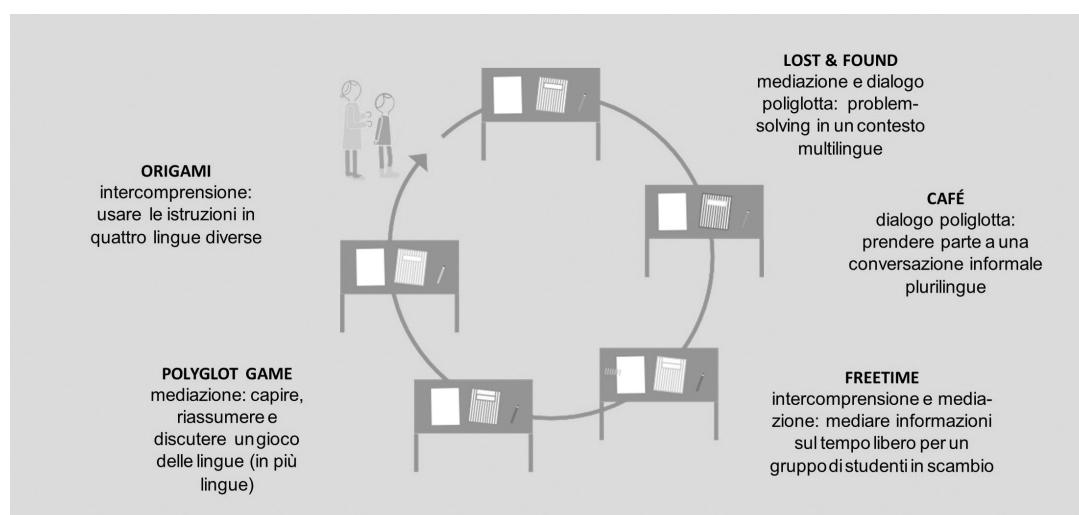 LOST & FOUND
mediazione e dialogo
poliglotta: problem-
solving in un contesto
multilingue
CAFÉ
dialogo poliglotta:
prendere parte a una
conversazione informale
plurilingue
FREETIME
intercomprensione e media-
zione: mediare informazioni
sul tempo libero per un
gruppo di studenti in scambio
POLYGLOT GAME
mediazione: capire,
riassumere e
discutere un gioco
delle lingue (in più
lingue)
ORIGAMI
intercomprensione:
usare le istruzioni in
quattro lingue diverse